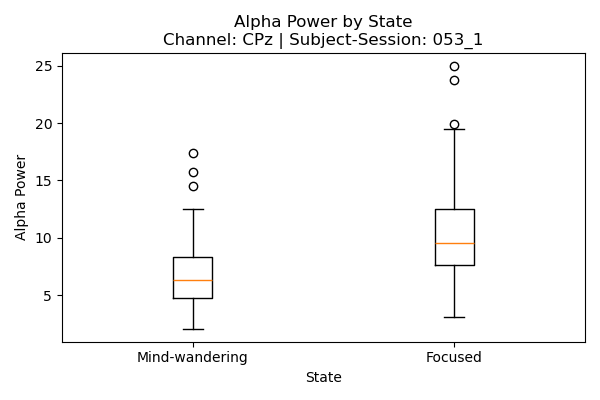 Alpha Power by State
Channel: CPz | Subject-Session: 053_1
Alpha Power
25
20
15
10
5
Mind-wandering
Focused
State